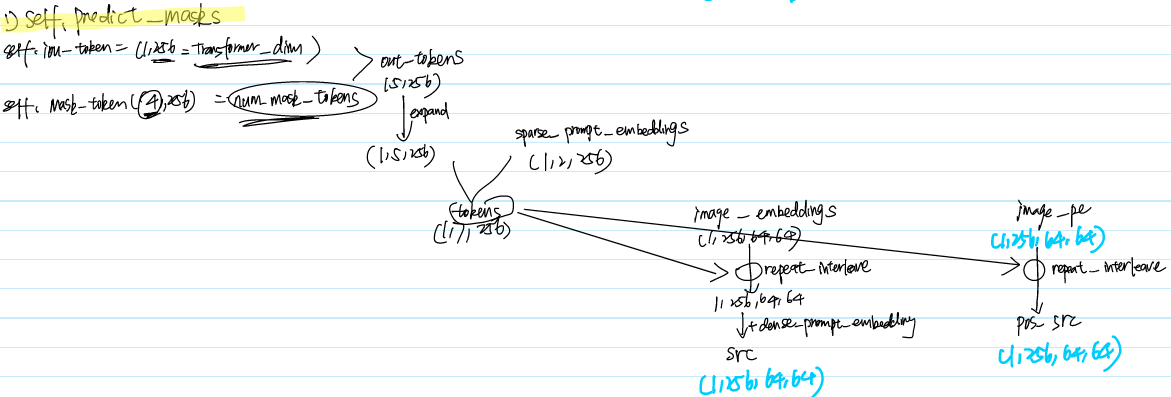 1) self. predict_masks
self. iou_token = (1,256 = Transformer_dim)
out_tokens
(5,256)
self. mask_token(4,256) = num_mask_tokens
expand
(1,5,256)
sparse_prompt_embeddings
(1,2,256)
tokens
(1,7,256)
image_embeddings
(1,256,64,64)
repeat_interleave
1,256,64,64
+dense_prompt_embedding
src
(1,256,64,64)
image_pe
(1,256,64,64)
repeat_interleave
pos_src
(1,256,64,64)